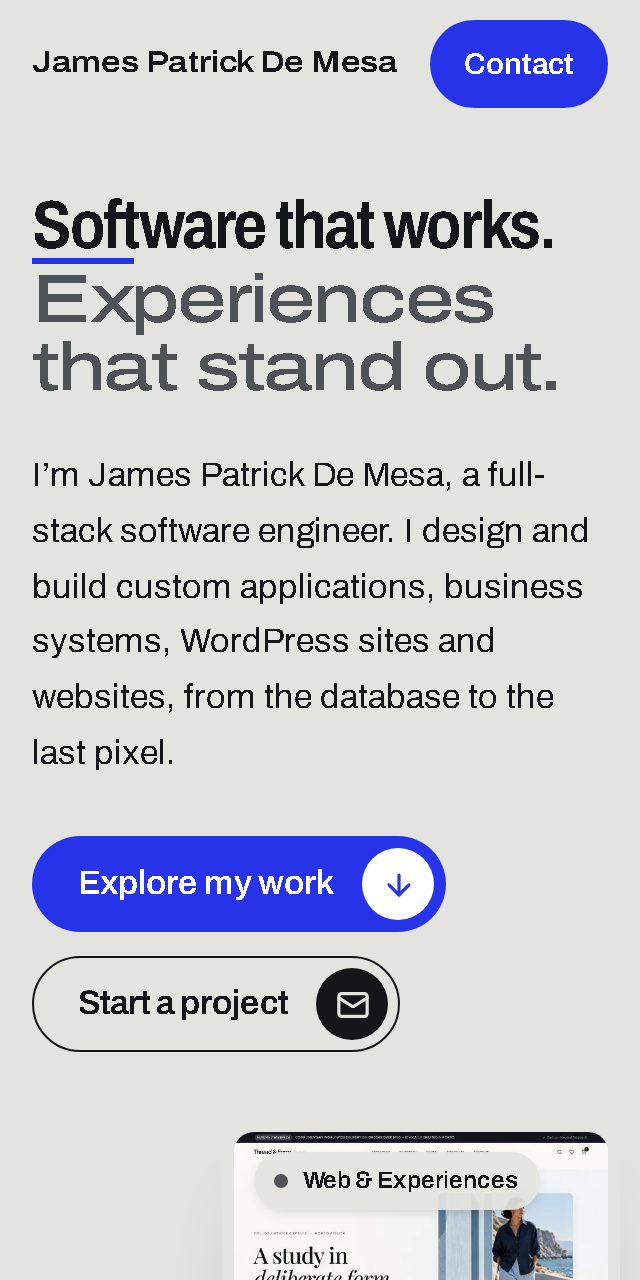 James Patrick De Mesa
Contact
Software that works.
Experiences
that stand out.
I’m James Patrick De Mesa, a full-
stack software engineer. I design and
build custom applications, business
systems, WordPress sites and
websites, from the database to the
last pixel.
Explore my work
Start a project
Web & Experiences
A study in
deliberate form